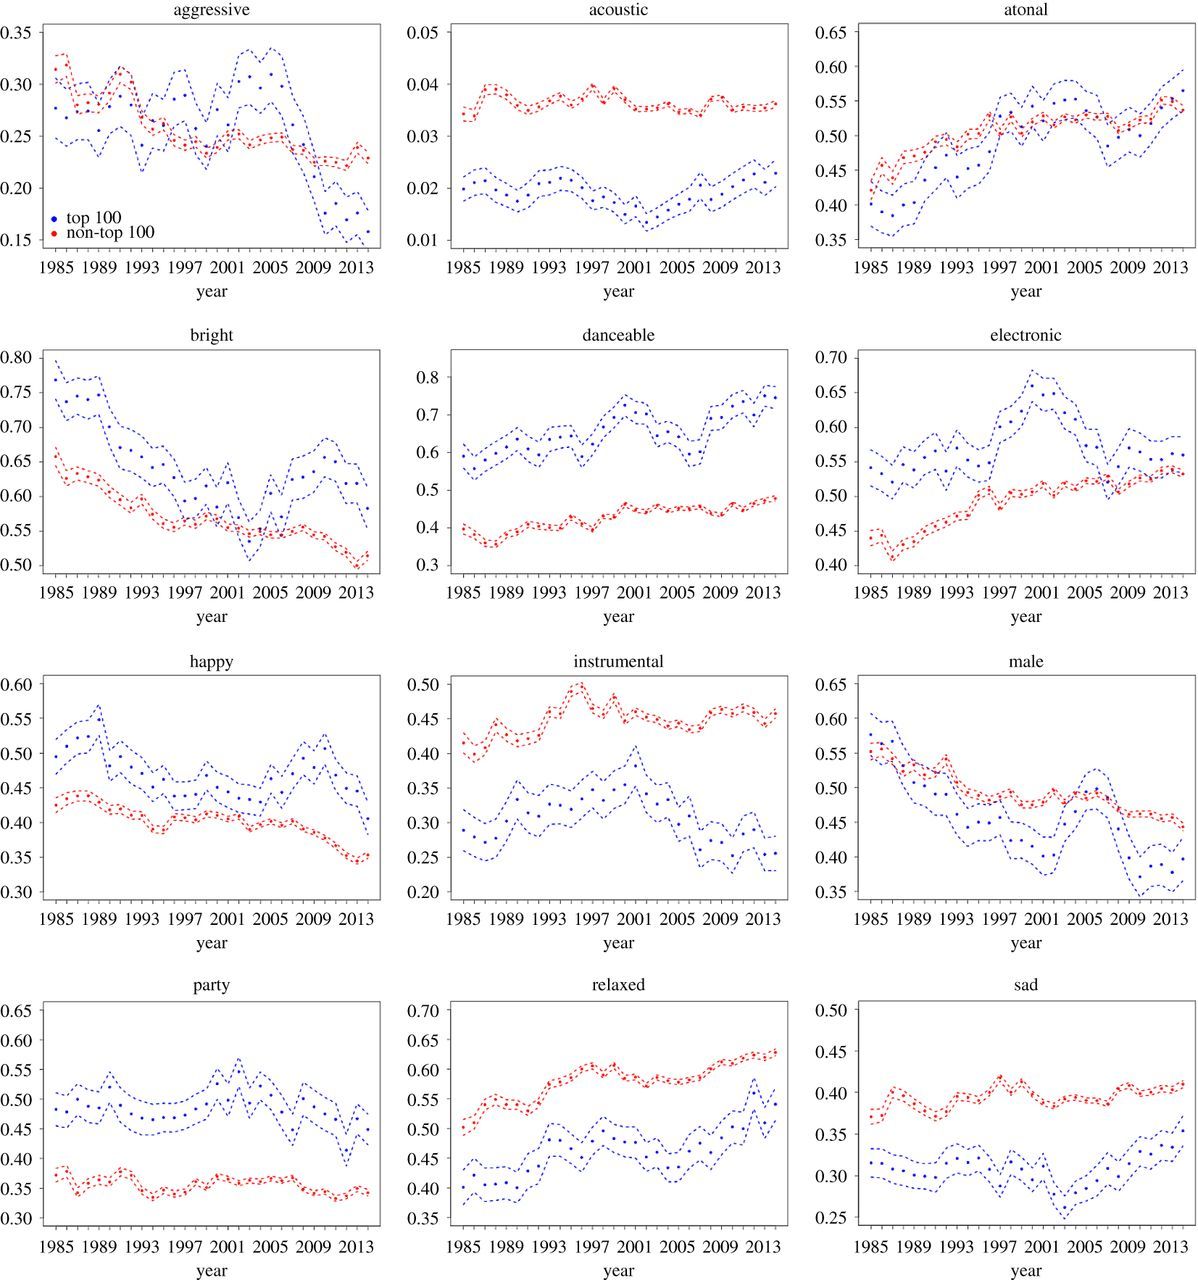 aggressive acoustic atonal
0.35 0.05 0.65
0.30 0.04 0.60
0.25 0.03 0.55
0.20 0.02 0.50
0.15 0.01 0.45
0.40
0.35
top 100
non-top 100
1985 1989 1993 1997 2001 2005 2009 2013 1985 1989 1993 1997 2001 2005 2009 2013 1985 1989 1993 1997 2001 2005 2009 2013
year year year
bright danceable electronic
0.80 0.8 0.70
0.75 0.7 0.65
0.70 0.6 0.60
0.65 0.5 0.55
0.60 0.4 0.50
0.55 0.3 0.45
0.50 0.40
1985 1989 1993 1997 2001 2005 2009 2013 1985 1989 1993 1997 2001 2005 2009 2013 1985 1989 1993 1997 2001 2005 2009 2013
year year year
happy instrumental male
0.60 0.50 0.65
0.55 0.45 0.60
0.50 0.40 0.55
0.45 0.35 0.50
0.40 0.30 0.45
0.35 0.25 0.40
0.30 0.20 0.35
1985 1989 1993 1997 2001 2005 2009 2013 1985 1989 1993 1997 2001 2005 2009 2013 1985 1989 1993 1997 2001 2005 2009 2013
year year year
party relaxed sad
0.65 0.70 0.50
0.60 0.65 0.45
0.55 0.60 0.40
0.50 0.55 0.35
0.45 0.50 0.30
0.40 0.45 0.25
0.35 0.40
0.30 0.35
1985 1989 1993 1997 2001 2005 2009 2013 1985 1989 1993 1997 2001 2005 2009 2013 1985 1989 1993 1997 2001 2005 2009 2013
year year year